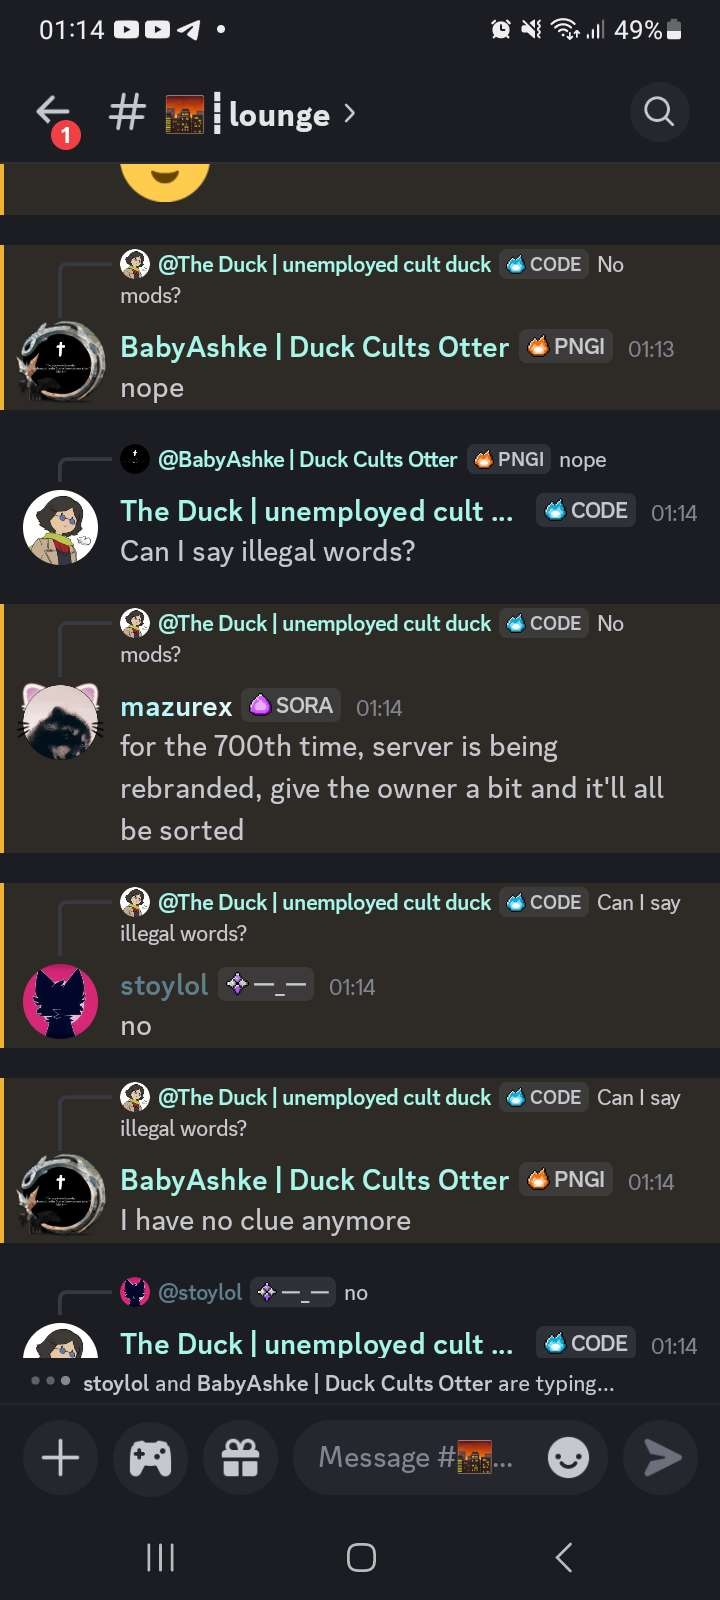 01:14 49%
1
# lounge >
@The Duck | unemployed cult duck CODE No
mods?
BabyAshke | Duck Cults Otter PNGI 01:13
nope
@BabyAshke | Duck Cults Otter PNGI nope
The Duck | unemployed cult ... CODE 01:14
Can I say illegal words?
@The Duck | unemployed cult duck CODE No
mods?
mazurex SORA 01:14
for the 700th time, server is being
rebranded, give the owner a bit and it'll all
be sorted
@The Duck | unemployed cult duck CODE Can I say
illegal words?
stoylol —_— 01:14
no
@The Duck | unemployed cult duck CODE Can I say
illegal words?
BabyAshke | Duck Cults Otter PNGI 01:14
I have no clue anymore
@stoylol —_— no
The Duck | unemployed cult ... CODE 01:14
stoylol and BabyAshke | Duck Cults Otter are typing...
Message #...